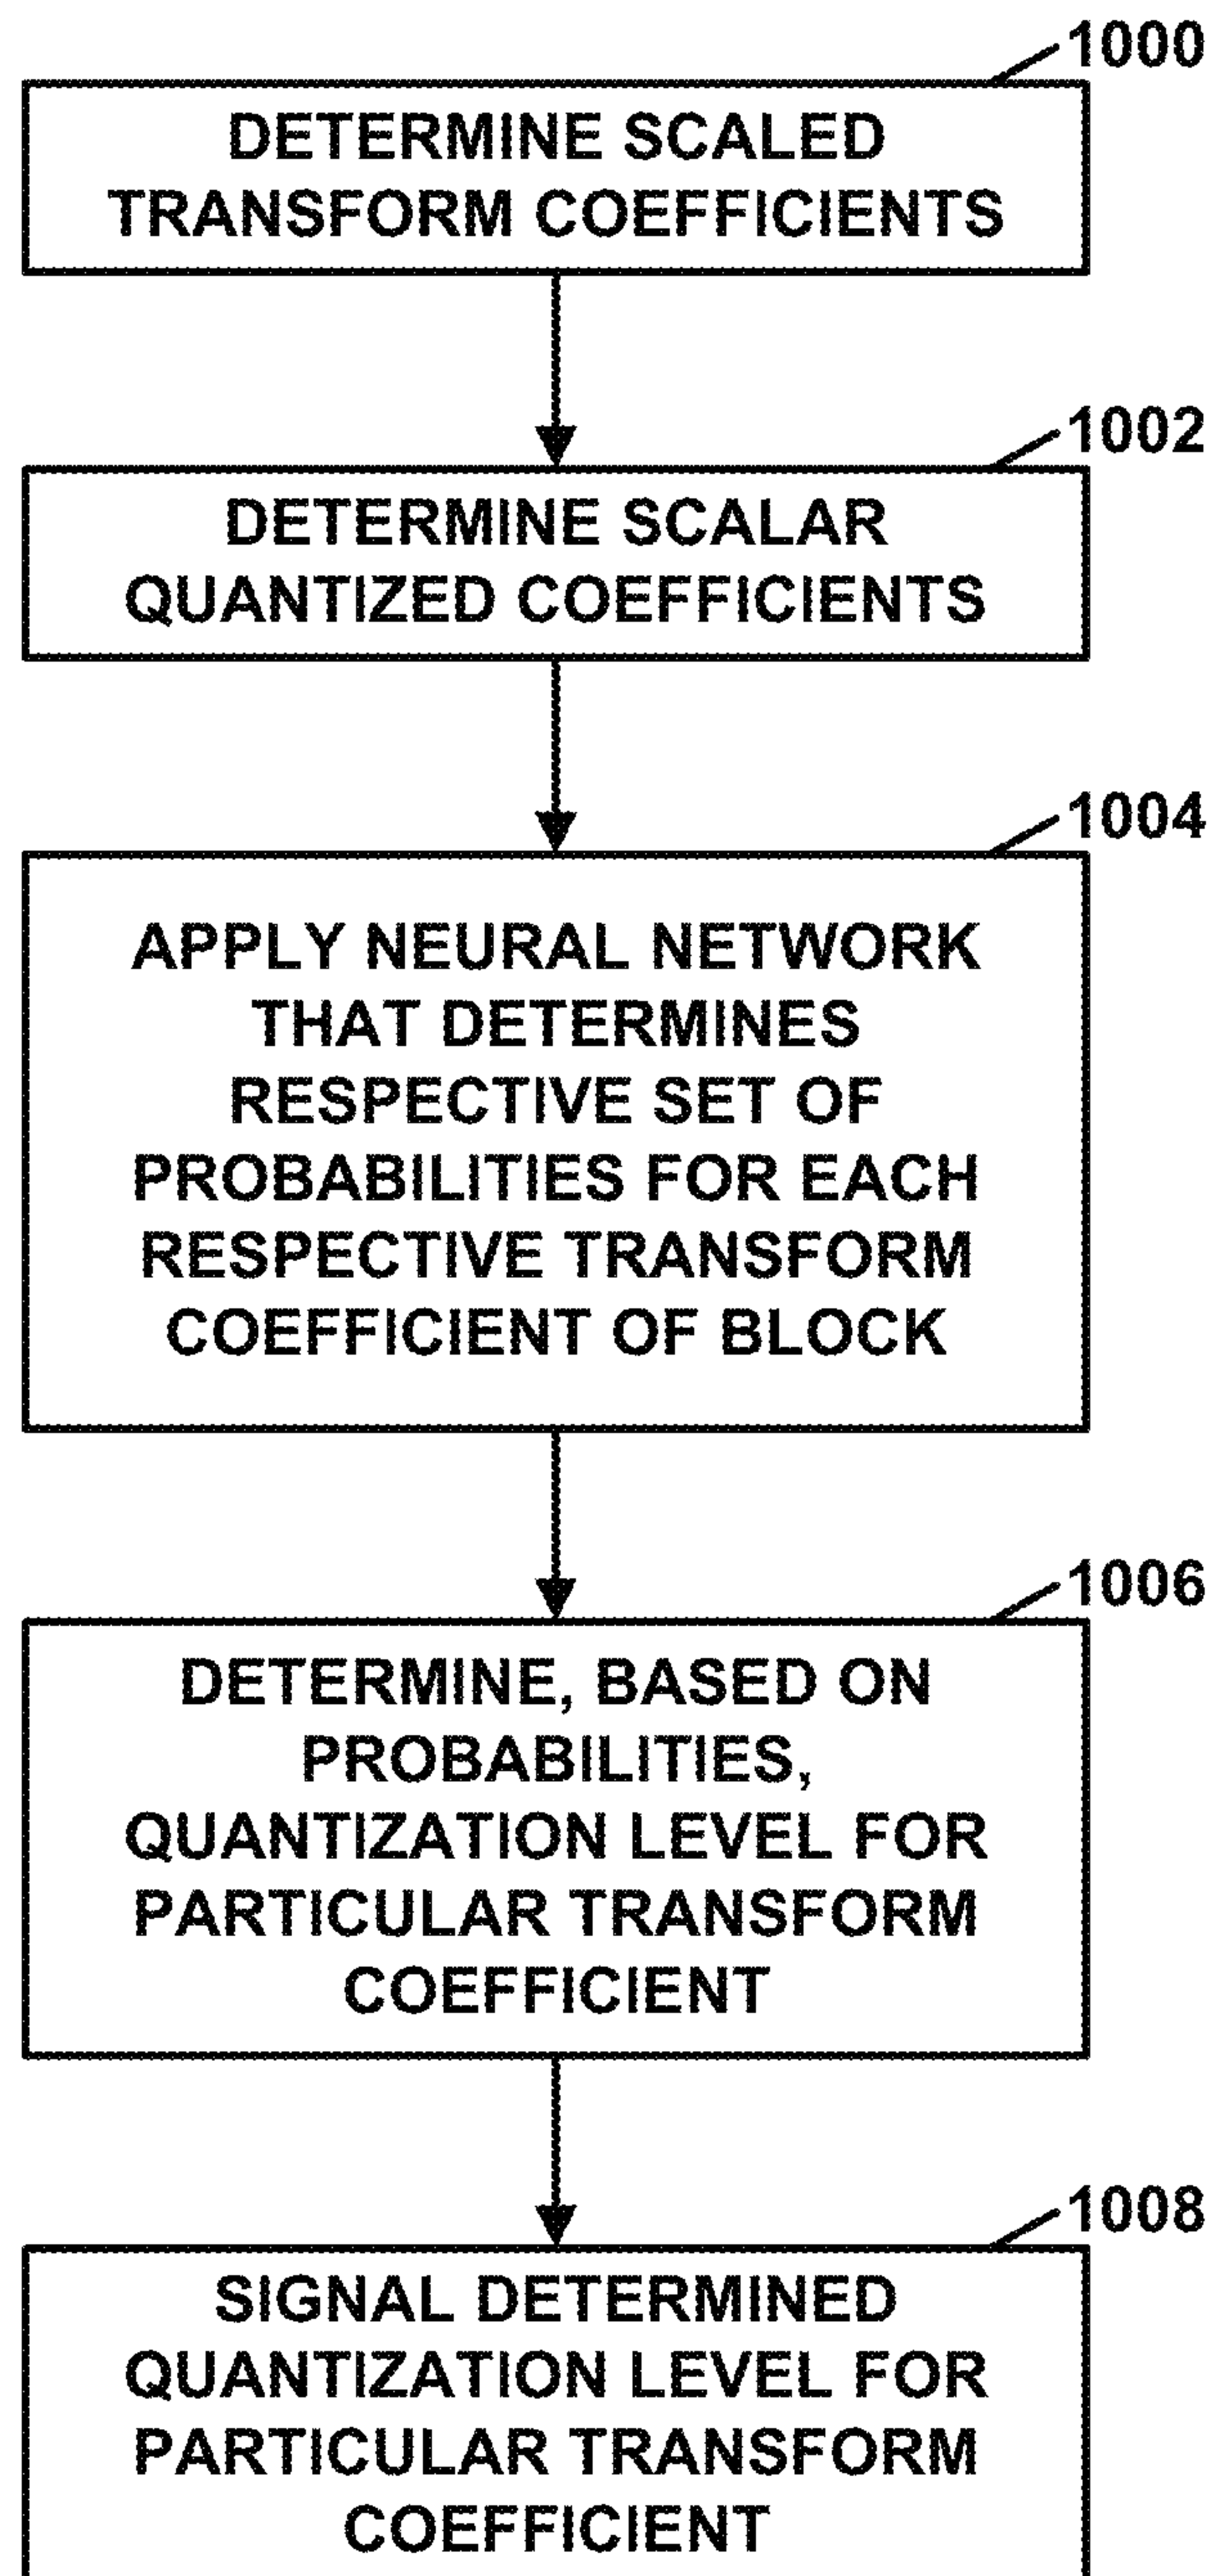 1000
DETERMINE SCALED
TRANSFORM COEFFICIENTS
1002
DETERMINE SCALAR
QUANTIZED COEFFICIENTS
1004
APPLY NEURAL NETWORK
THAT DETERMINES
RESPECTIVE SET OF
PROBABILITIES FOR EACH
RESPECTIVE TRANSFORM
COEFFICIENT OF BLOCK
1006
DETERMINE, BASED ON
PROBABILITIES,
QUANTIZATION LEVEL FOR
PARTICULAR TRANSFORM
COEFFICIENT
1008
SIGNAL DETERMINED
QUANTIZATION LEVEL FOR
PARTICULAR TRANSFORM
COEFFICIENT